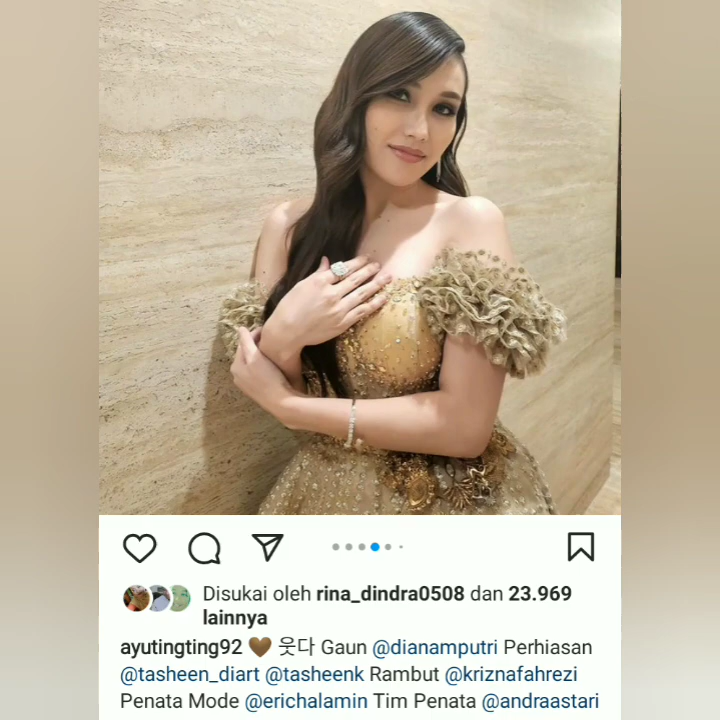 Disukai oleh rina_dindra0508 dan 23.969
lainnya
ayutingting92 🤎 웃다 Gaun @dianamputri Perhiasan
@tasheen_diart @tasheenk Rambut @kriznafahrezi
Penata Mode @erichalamin Tim Penata @andraastari